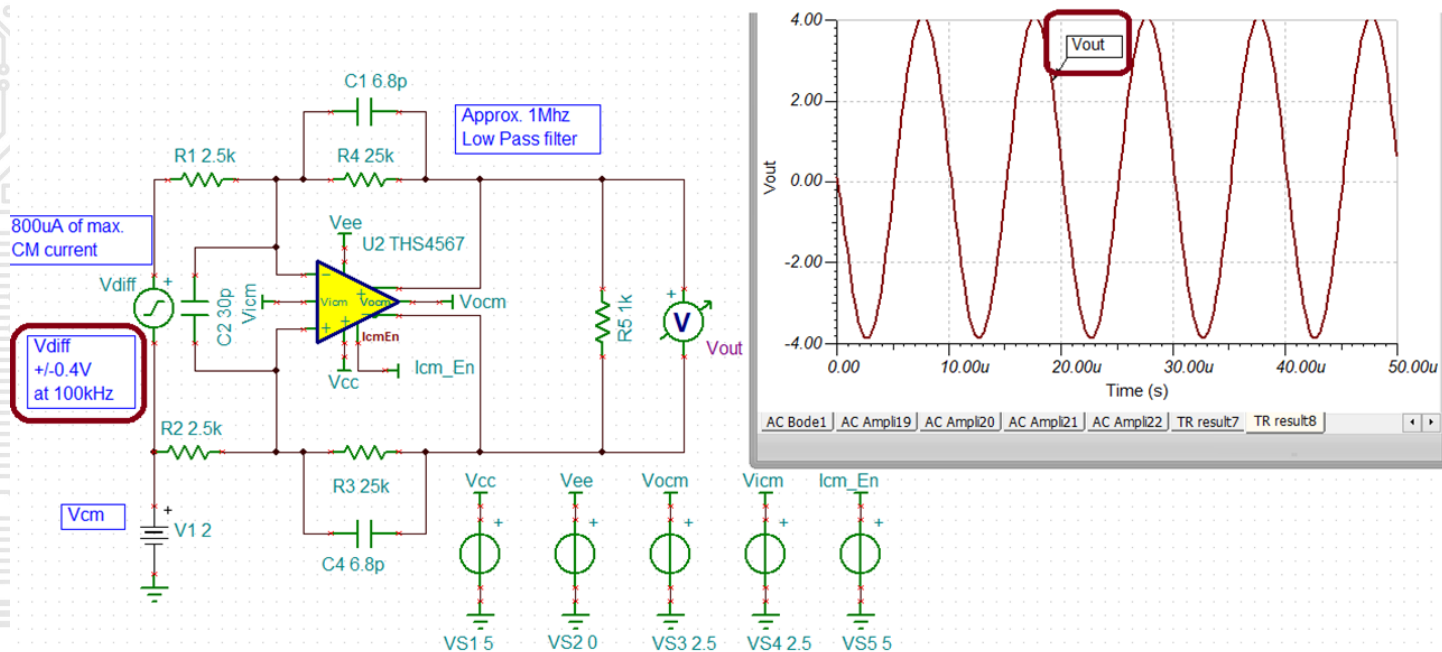 C1 6.8p
Approx. 1Mhz
Low Pass filter
R1 2.5k
R4 25k
800uA of max.
CM current
Vee
U2 THS4567
Vdiff
+
C2 30p
Vicm
−
Vicm
Vocm
+
+
+
+
Vocm
IcmEn
Vcc
Icm_En
R5 1k
+
V
Vout
Vdiff
+/-0.4V
at 100kHz
R2 2.5k
R3 25k
C4 6.8p
Vcm
+
V1 2
Vcc
Vee
Vocm
Vicm
Icm_En
+
+
+
+
+
VS1 5
VS2 0
VS3 2.5
VS4 2.5
VS5 5
Vout
4.00
2.00
0.00
-2.00
-4.00
Vout
0.00
10.00u
20.00u
30.00u
40.00u
50.00u
Time (s)
AC Bode1
AC Ampli19
AC Ampli20
AC Ampli21
AC Ampli22
TR result7
TR result8